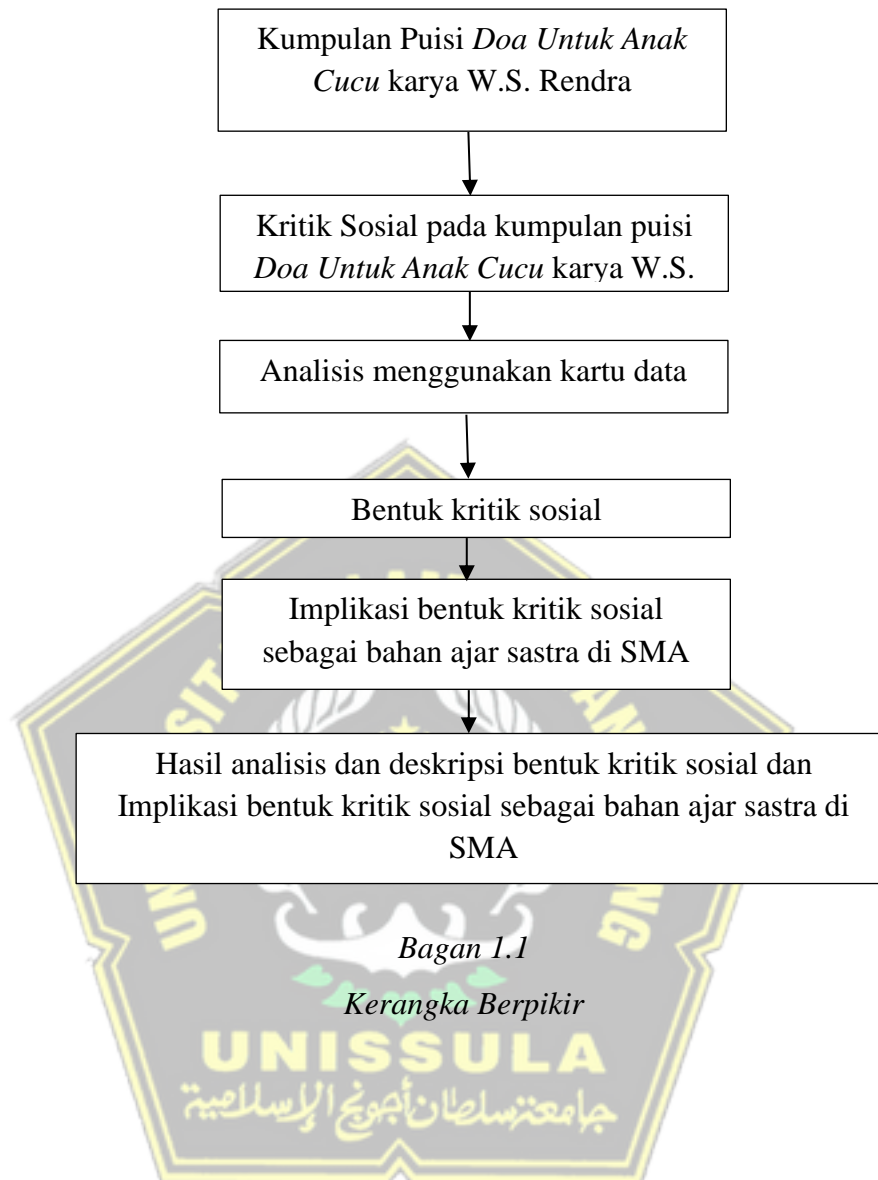 Kumpulan Puisi Doa Untuk Anak
Cucu karya W.S. Rendra
Kritik Sosial pada kumpulan puisi
Doa Untuk Anak Cucu karya W.S.
Analisis menggunakan kartu data
Bentuk kritik sosial
Implikasi bentuk kritik sosial
sebagai bahan ajar sastra di SMA
Hasil analisis dan deskripsi bentuk kritik sosial dan
Implikasi bentuk kritik sosial sebagai bahan ajar sastra di
SMA
Bagan 1.1
Kerangka Berpikir
UNISSULA
جامعتسلطان أجونج الإسلامية